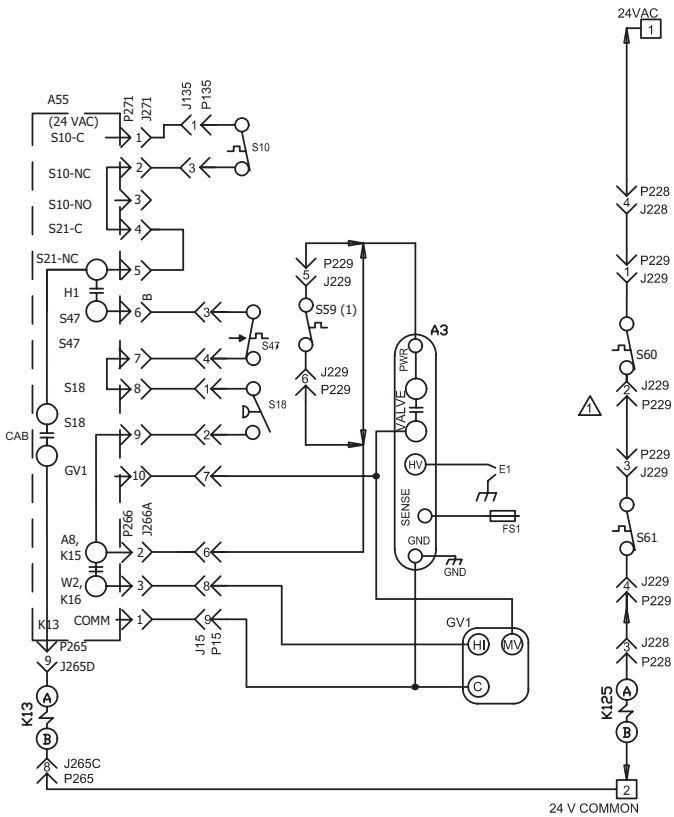 24VAC
1
A55
(24 VAC)
P271
J271
J135
P135
S10-C
1
1
S10
S10-NC
2
3
S10-NO
3
S21-C
4
S21-NC
5
H1
S47
6
B
3
S47
7
4
S47
S18
8
1
S18
S18
9
2
CAB
GV1
10
7
P266
J266A
A8,
K15
2
6
W2,
K16
3
8
COMM
1
9
J15
P15
K13
P265
9
J265D
K13
A
B
8
J265C
P265
P229
5
J229
S59 (1)
J229
6
P229
A3
PWR
VALVE
HV
E1
SENSE
FS1
GND
GND
GV1
HI
MV
C
P228
4
J228
P229
1
J229
S60
2
J229
P229
1
P229
3
J229
S61
4
J229
P229
J228
3
P228
K125
A
B
2
24 V COMMON